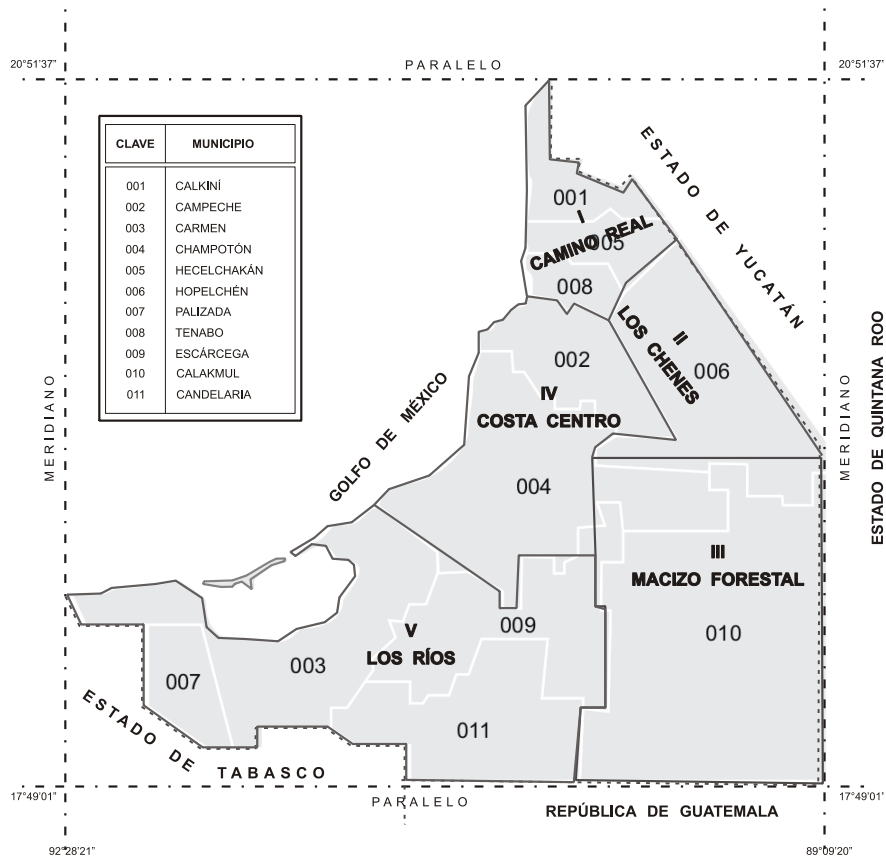 PARALELO
20°51'37"
20°51'37"
CLAVE MUNICIPIO
001 CALKINÍ
002 CAMPECHE
003 CARMEN
004 CHAMPOTÓN
005 HECELCHAKÁN
006 HOPELCHÉN
007 PALIZADA
008 TENABO
009 ESCÁRCEGA
010 CALAKMUL
011 CANDELARIA
ESTADO DE YUCATÁN
001
I
CAMINO REAL
005
008
II
LOS CHENES
006
002
IV
COSTA CENTRO
004
MERIDIANO
GOLFO DE MÉXICO
MERIDIANO
ESTADO DE QUINTANA ROO
III
MACIZO FORESTAL
010
009
V
LOS RÍOS
003
007
011
ESTADO DE
TABASCO
17°49'01"
PARALELO
17°49'01"
REPÚBLICA DE GUATEMALA
92°28'21"
89°09'20"